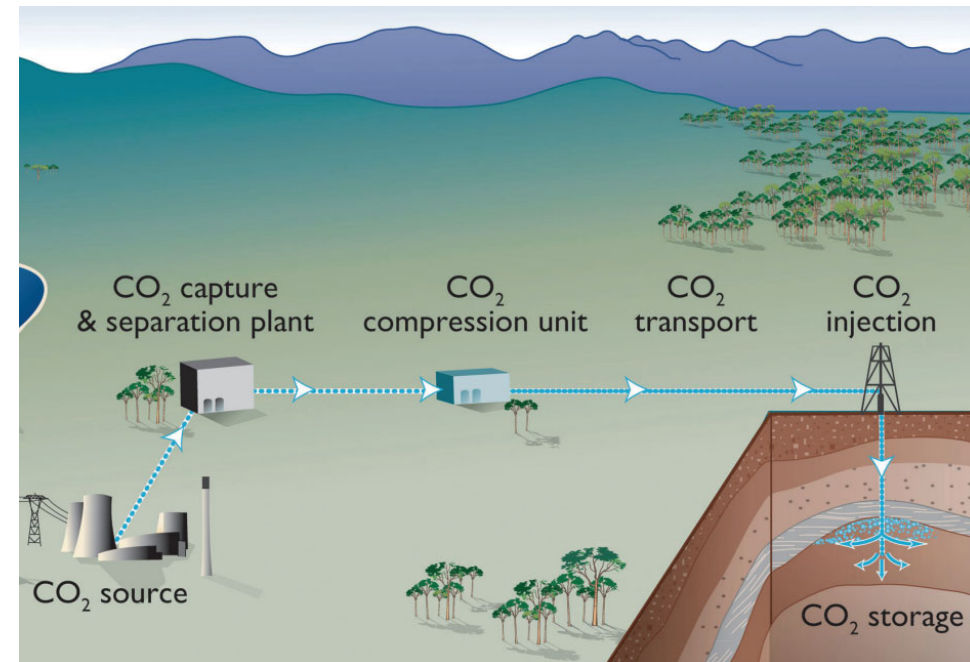 CO₂ capture
& separation plant
CO₂
compression unit
CO₂
transport
CO₂
injection
CO₂ source
CO₂ storage